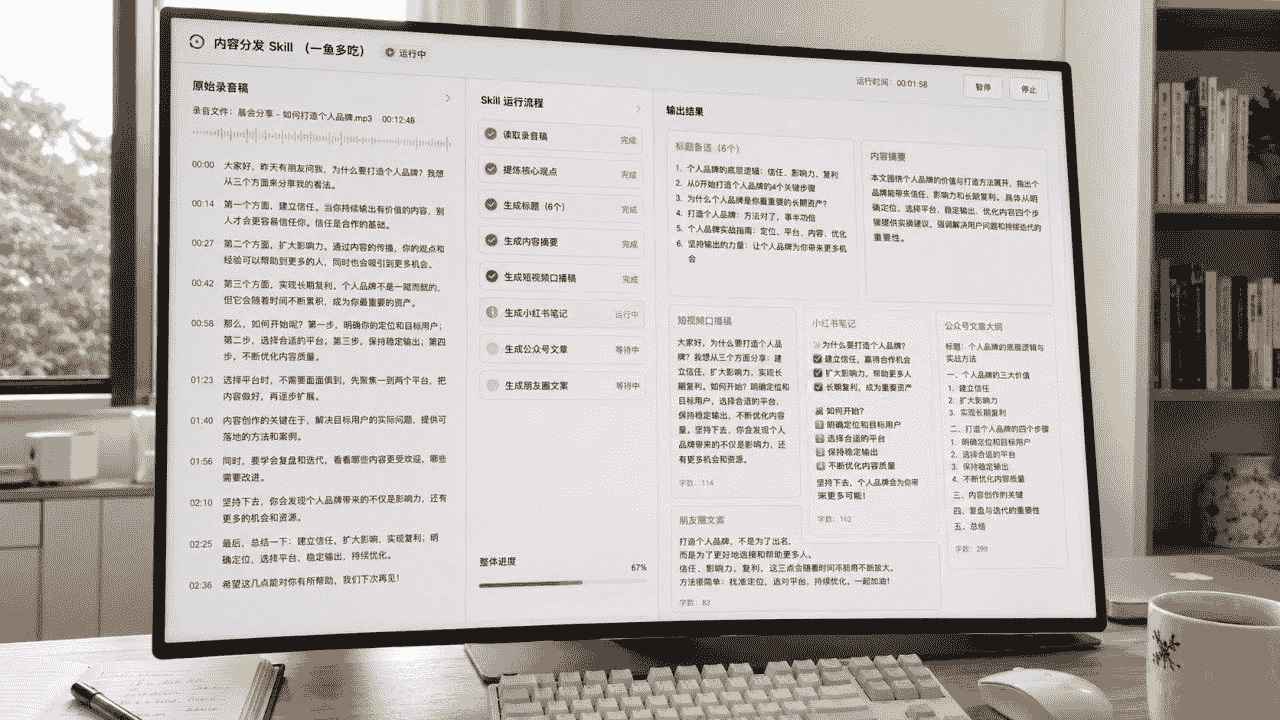 内容分发 Skill （一鱼多吃）
运行中
运行时间：00:01:58
暂停
停止
原始录音稿
录音文件：晨会分享 - 如何打造个人品牌.mp3 00:12:48
00:00 大家好，昨天有朋友问我，为什么要打造个人品牌？我想
从三个方面来分享我的看法。
00:14 第一个方面，建立信任。当你持续输出有价值的内容，别
人才会更容易信任你。信任是合作的基础。
00:27 第二个方面，扩大影响力。通过内容的传播，你的观点和
经验可以帮助到更多的人，同时也会吸引到更多机会。
00:42 第三个方面，实现长期复利。个人品牌不是一蹴而就的，
但它会随着时间不断累积，成为你最重要的资产。
00:58 那么，如何开始呢？第一步，明确你的定位和目标用户；
第二步，选择合适的平台；第三步，保持稳定输出；第四
步，不断优化内容质量。
01:23 选择平台时，不需要面面俱到，先聚焦一到两个平台，把
内容做好，再逐步扩展。
01:40 内容创作的关键在于，解决目标用户的实际问题，提供可
落地的方法和案例。
01:56 同时，要学会复盘和迭代，看看哪些内容更受欢迎，哪些
需要改进。
02:10 坚持下去，你会发现个人品牌带来的不仅是影响力，还有
更多的机会和资源。
02:25 最后，总结一下：建立信任，扩大影响，实现复利；明
确定位，选择平台，稳定输出，持续优化。
02:36 希望这几点能对你有所帮助，我们下次再见！
Skill 运行流程
读取录音稿 完成
提炼核心观点 完成
生成标题（6个） 完成
生成内容摘要 完成
生成短视频口播稿 完成
生成小红书笔记 运行中
生成公众号文章 等待中
生成朋友圈文案 等待中
整体进度 67%
输出结果
标题备选（6个）
1. 个人品牌的底层逻辑：信任、影响力、复利
2. 从0开始打造个人品牌的4个关键步骤
3. 为什么个人品牌是你最重要的长期资产？
4. 打造个人品牌：方法对了，事半功倍
5. 个人品牌实战指南：定位、平台、内容、优化
6. 坚持输出的力量：让个人品牌为你带来更多机
会
内容摘要
本文围绕个人品牌的价值与打造方法展开，指出个
人品牌能带来信任、影响力和长期复利。具体从明
确定位、选择平台、稳定输出、优化内容四个步
骤提供实操建议，强调解决用户问题和持续迭代的
重要性。
短视频口播稿
大家好，为什么要打造个人品
牌？我想从三个方面分享：建
立信任，扩大影响力，实现长
期复利。如何开始？明确定位和
目标用户，选择合适的平台，
保持稳定输出，不断优化内容质
量。坚持下去，你会发现个人
品牌带来的不仅是影响力，还
有更多机会和资源。
字数：114
小红书笔记
为什么要打造个人品牌？
建立信任，赢得合作机会
扩大影响力，帮助更多人
长期复利，成为重要资产
如何开始？
1 明确定位和目标用户
2 选择合适的平台
3 保持稳定输出
4 不断优化内容质量
坚持下去，个人品牌会为你带
来更多可能！
字数：162
公众号文章大纲
标题：个人品牌的底层逻辑与
实战方法
一、个人品牌的三大价值
1. 建立信任
2. 扩大影响力
3. 实现长期复利
二、打造个人品牌的四个步骤
1. 明确定位和目标用户
2. 选择合适的平台
3. 保持稳定输出
4. 不断优化内容质量
三、内容创作的关键
四、复盘与迭代的重要性
五、总结
字数：298
朋友圈文案
打造个人品牌，不是为了出名，
而是为了更好地连接和帮助更多人。
信任、影响力、复利，这三点会随着时间不断放大。
方法很简单：找准定位，选对平台，持续优化。一起加油！
字数：83